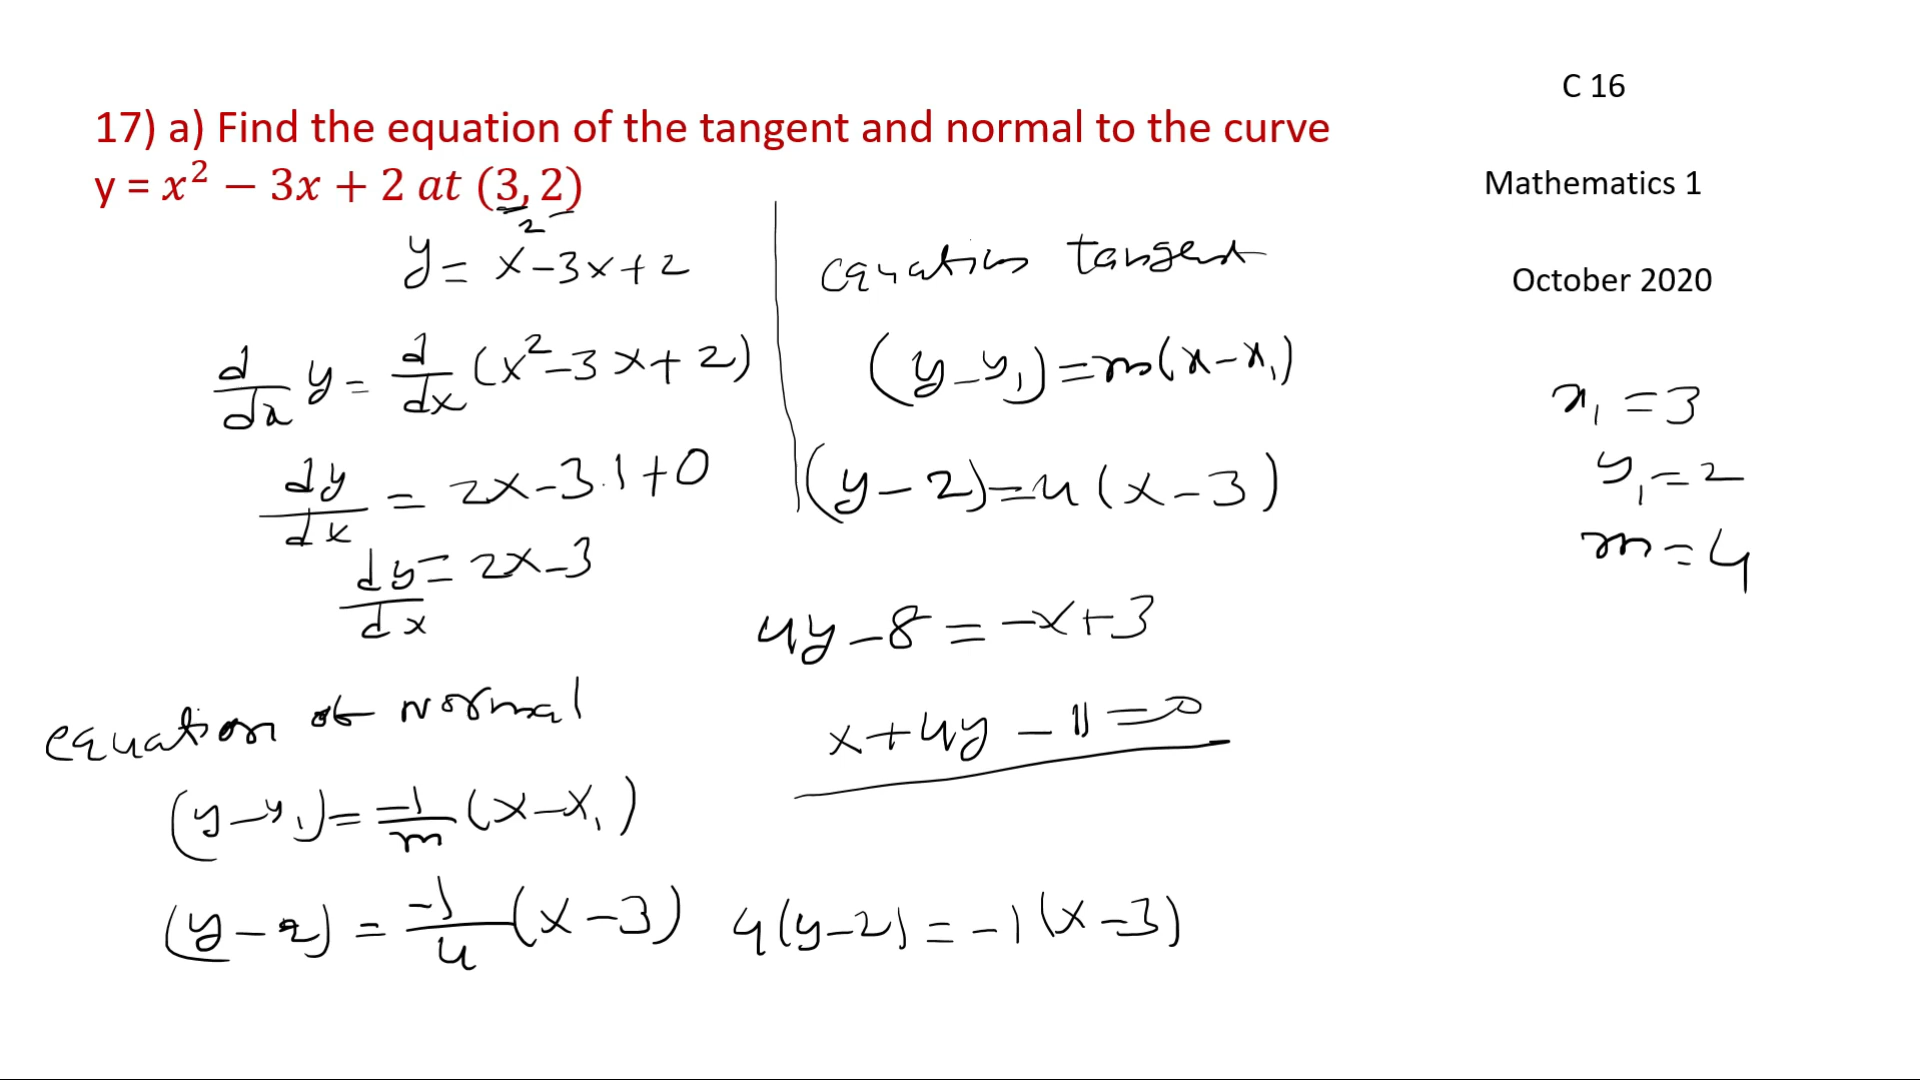 C 16
17) a) Find the equation of the tangent and normal to the curve
y = x² − 3x + 2 at (3, 2)
Mathematics 1
October 2020
y = x² − 3x + 2
d/dx y = d/dx (x² − 3x + 2)
dy/dx = 2x − 3.1 + 0
dy/dx = 2x − 3
equation tangent
(y − y₁) = m(x − x₁)
(y − 2) = 4(x − 3)
x₁ = 3
y₁ = 2
m = 4
equation of normal
(y − y₁) = −1/m (x − x₁)
(y − 2) = −1/4 (x − 3)
4(y − 2) = −1(x − 3)
4y − 8 = −x + 3
x + 4y − 11 = 0